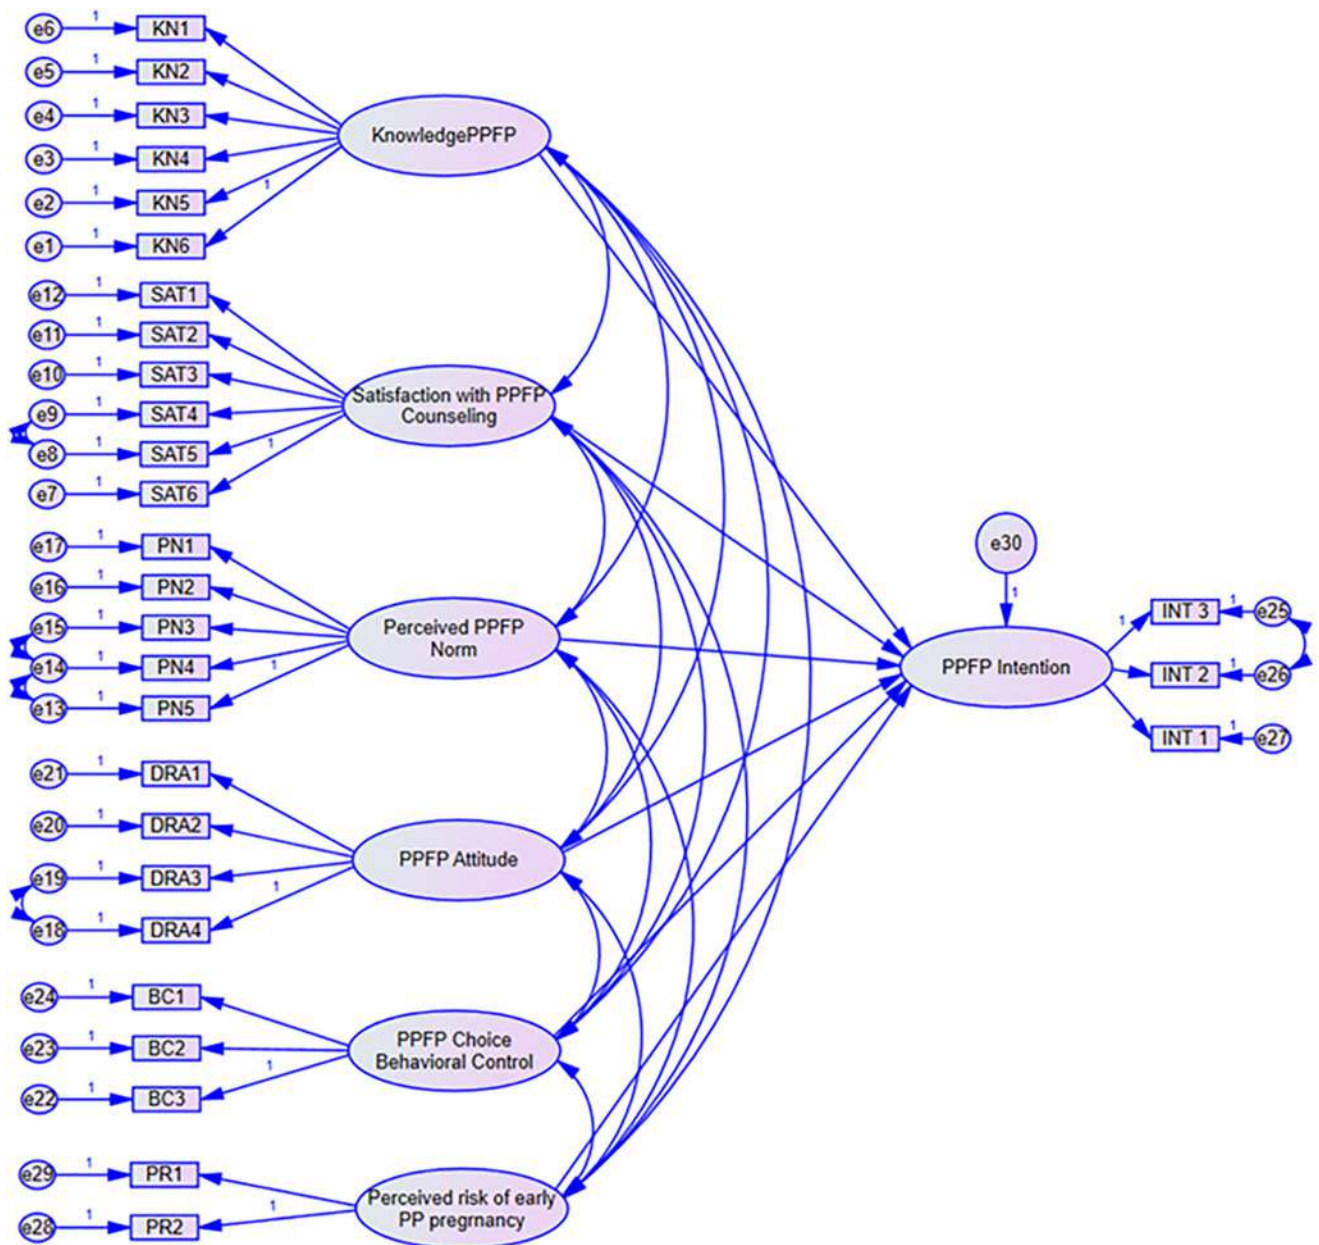 e6 1 KN1
e5 1 KN2
e4 1 KN3
e3 1 KN4
e2 1 KN5
1
e1 1 KN6
KnowledgePPFP
e12 1 SAT1
e11 1 SAT2
e10 1 SAT3
e9 1 SAT4
e8 1 SAT5
1
e7 1 SAT6
Satisfaction with PPFP
Counseling
e17 1 PN1
e16 1 PN2
e15 1 PN3
e14 1 PN4
1
e13 1 PN5
Perceived PPFP
Norm
e21 1 DRA1
e20 1 DRA2
e19 1 DRA3
1
e18 1 DRA4
PPFP Attitude
e24 1 BC1
e23 1 BC2
1
e22 1 BC3
PPFP Choice
Behavioral Control
e29 1 PR1
1
e28 1 PR2
Perceived risk of early
PP pregrnancy
e30
1
PPFP Intention
1
INT 3 1 e25
INT 2 1 e26
INT 1 1 e27